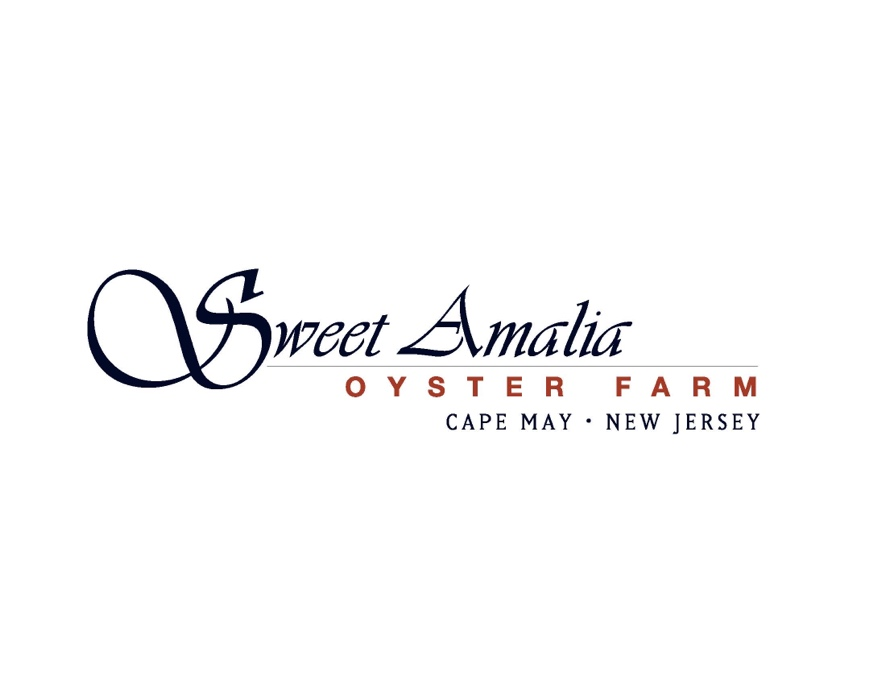 Sweet Amalia
OYSTER FARM
CAPE MAY · NEW JERSEY